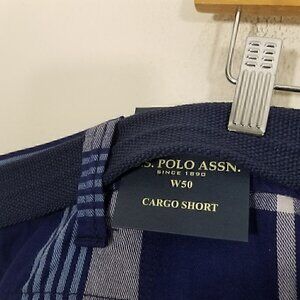 S. POLO ASSN.
SINCE 1890
W50
CARGO SHORT